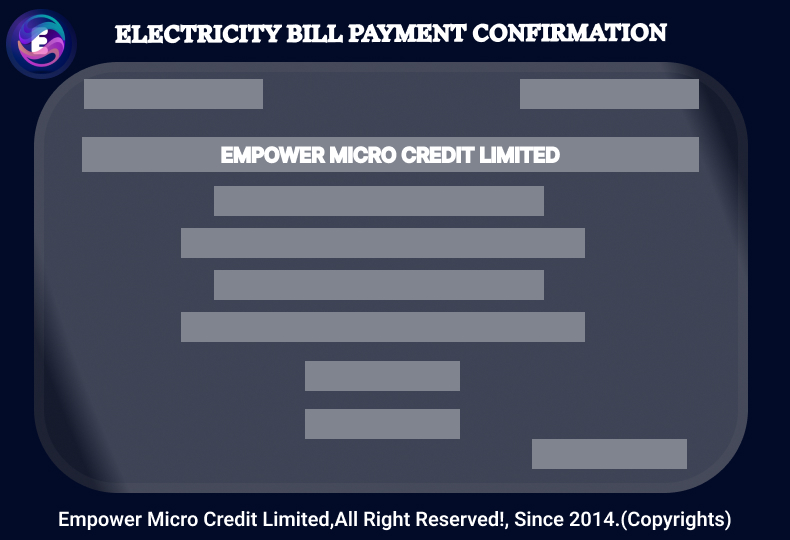 ELECTRICITY BILL PAYMENT CONFIRMATION
EMPOWER MICRO CREDIT LIMITED
Empower Micro Credit Limited,All Right Reserved!, Since 2014.(Copyrights)